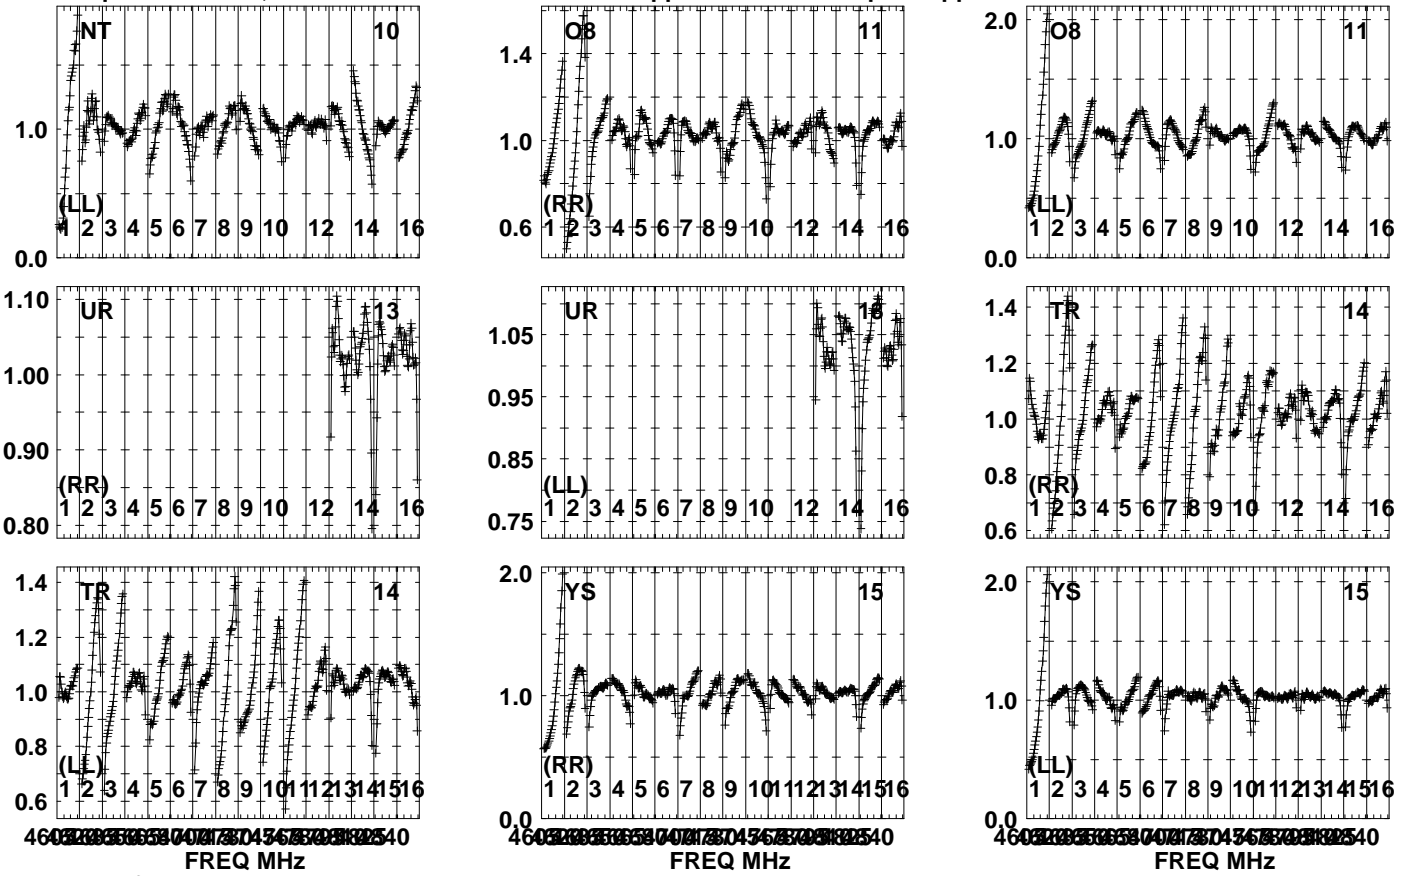 NT 10
1.0
(LL)
1 2 3 4 5 6 7 8 9 10 12 14 16
0.0
O8 11
1.4
1.0
(RR)
0.6
1 2 3 4 5 6 7 8 9 10 12 14 16
O8 11
2.0
1.0
(LL)
1 2 3 4 5 6 7 8 9 10 12 14 16
0.0
UR 13
1.10
1.00
0.90
(RR)
1 2 3 4 5 6 7 8 9 10 12 16
0.80
UR
1.05
0.95
0.85
(LL)
1 2 3 4 5 6 7 8 9 10 12 14 16
0.75
TR 14
1.4
1.2
1.0
0.8
(RR)
1 2 3 4 5 6 7 8 9 10 12 14 16
0.6
TR 14
1.4
1.2
1.0
0.8
(LL)
1 2 3 4 5 6 7 8 9 10 11 12 13 14 15 16
0.6
FREQ MHz
YS 15
2.0
1.0
(RR)
1 2 3 4 5 6 7 8 9 10 11 12 13 14 15 16
0.0
FREQ MHz
YS 15
2.0
1.0
(LL)
1 2 3 4 5 6 7 8 9 10 11 12 13 14 15 16
0.0
FREQ MHz